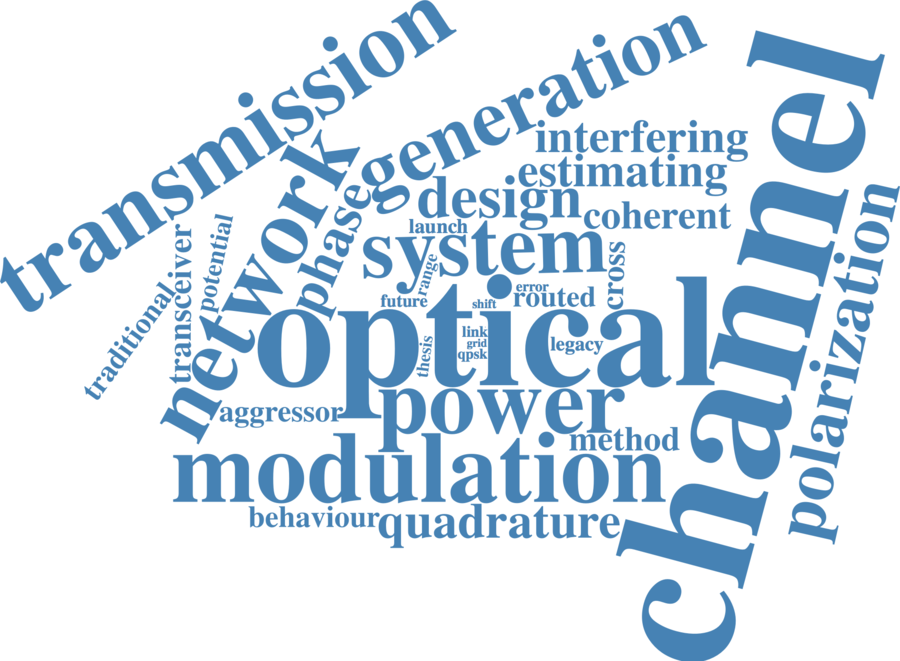 transmission
generation
channel
interfering
network
estimating
design
phase
coherent
polarization
launch
potential
transceiver
system
cross
range
error
future
shift
routed
traditional
optical
link
legacy
thesis
grid
qpsk
power
aggressor
method
modulation
behaviour
quadrature